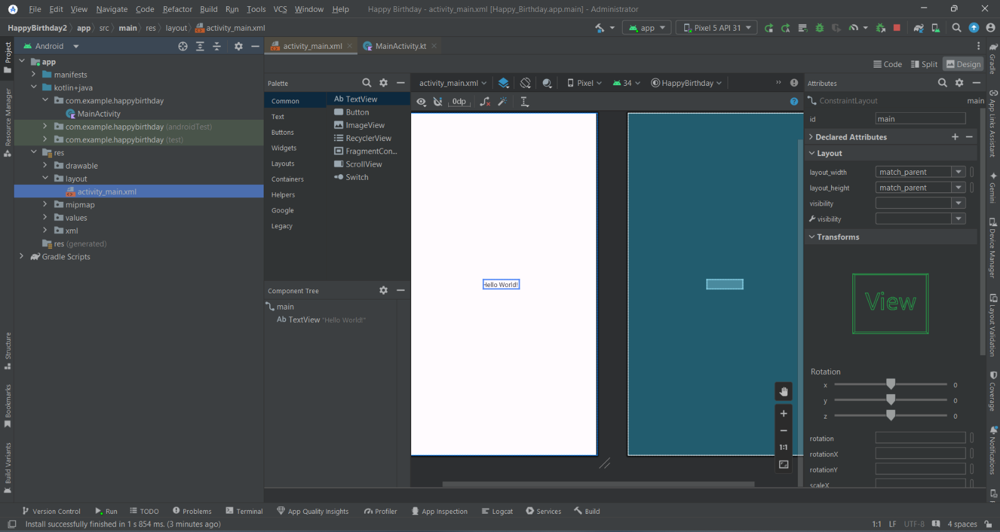 File Edit View Navigate Code Refactor Build Run Tools VCS Window Help Happy Birthday - activity_main.xml [Happy_Birthday.app.main] - Administrator
HappyBirthday2 app src main res layout activity_main.xml
app Pixel 5 API 31
Project
Resource Manager
Structure
Bookmarks
Build Variants
Android
app
manifests
kotlin+java
com.example.happybirthday
MainActivity
com.example.happybirthday (androidTest)
com.example.happybirthday (test)
res
drawable
layout
activity_main.xml
mipmap
values
xml
res (generated)
Gradle Scripts
activity_main.xml MainActivity.kt
Code Split Design
Palette
Common
Text
Buttons
Widgets
Layouts
Containers
Helpers
Google
Legacy
Ab TextView
Button
ImageView
RecyclerView
FragmentCon...
ScrollView
Switch
Component Tree
main
Ab TextView "Hello World!"
activity_main.xml Pixel 34 HappyBirthday
0dp
Hello World!
1:1
Attributes
ConstraintLayout main
id main
Declared Attributes
Layout
layout_width match_parent
layout_height match_parent
visibility
visibility
Transforms
View
Rotation
x 0
y 0
z 0
rotation
rotationX
rotationY
scaleX
Gradle
App Links Assistant
Gemini
Device Manager
Layout Validation
Coverage
Notifications
Version Control Run TODO Problems Terminal App Quality Insights Profiler App Inspection Logcat Services Build
Install successfully finished in 1 s 854 ms. (3 minutes ago) 1:1 LF UTF-8 4 spaces